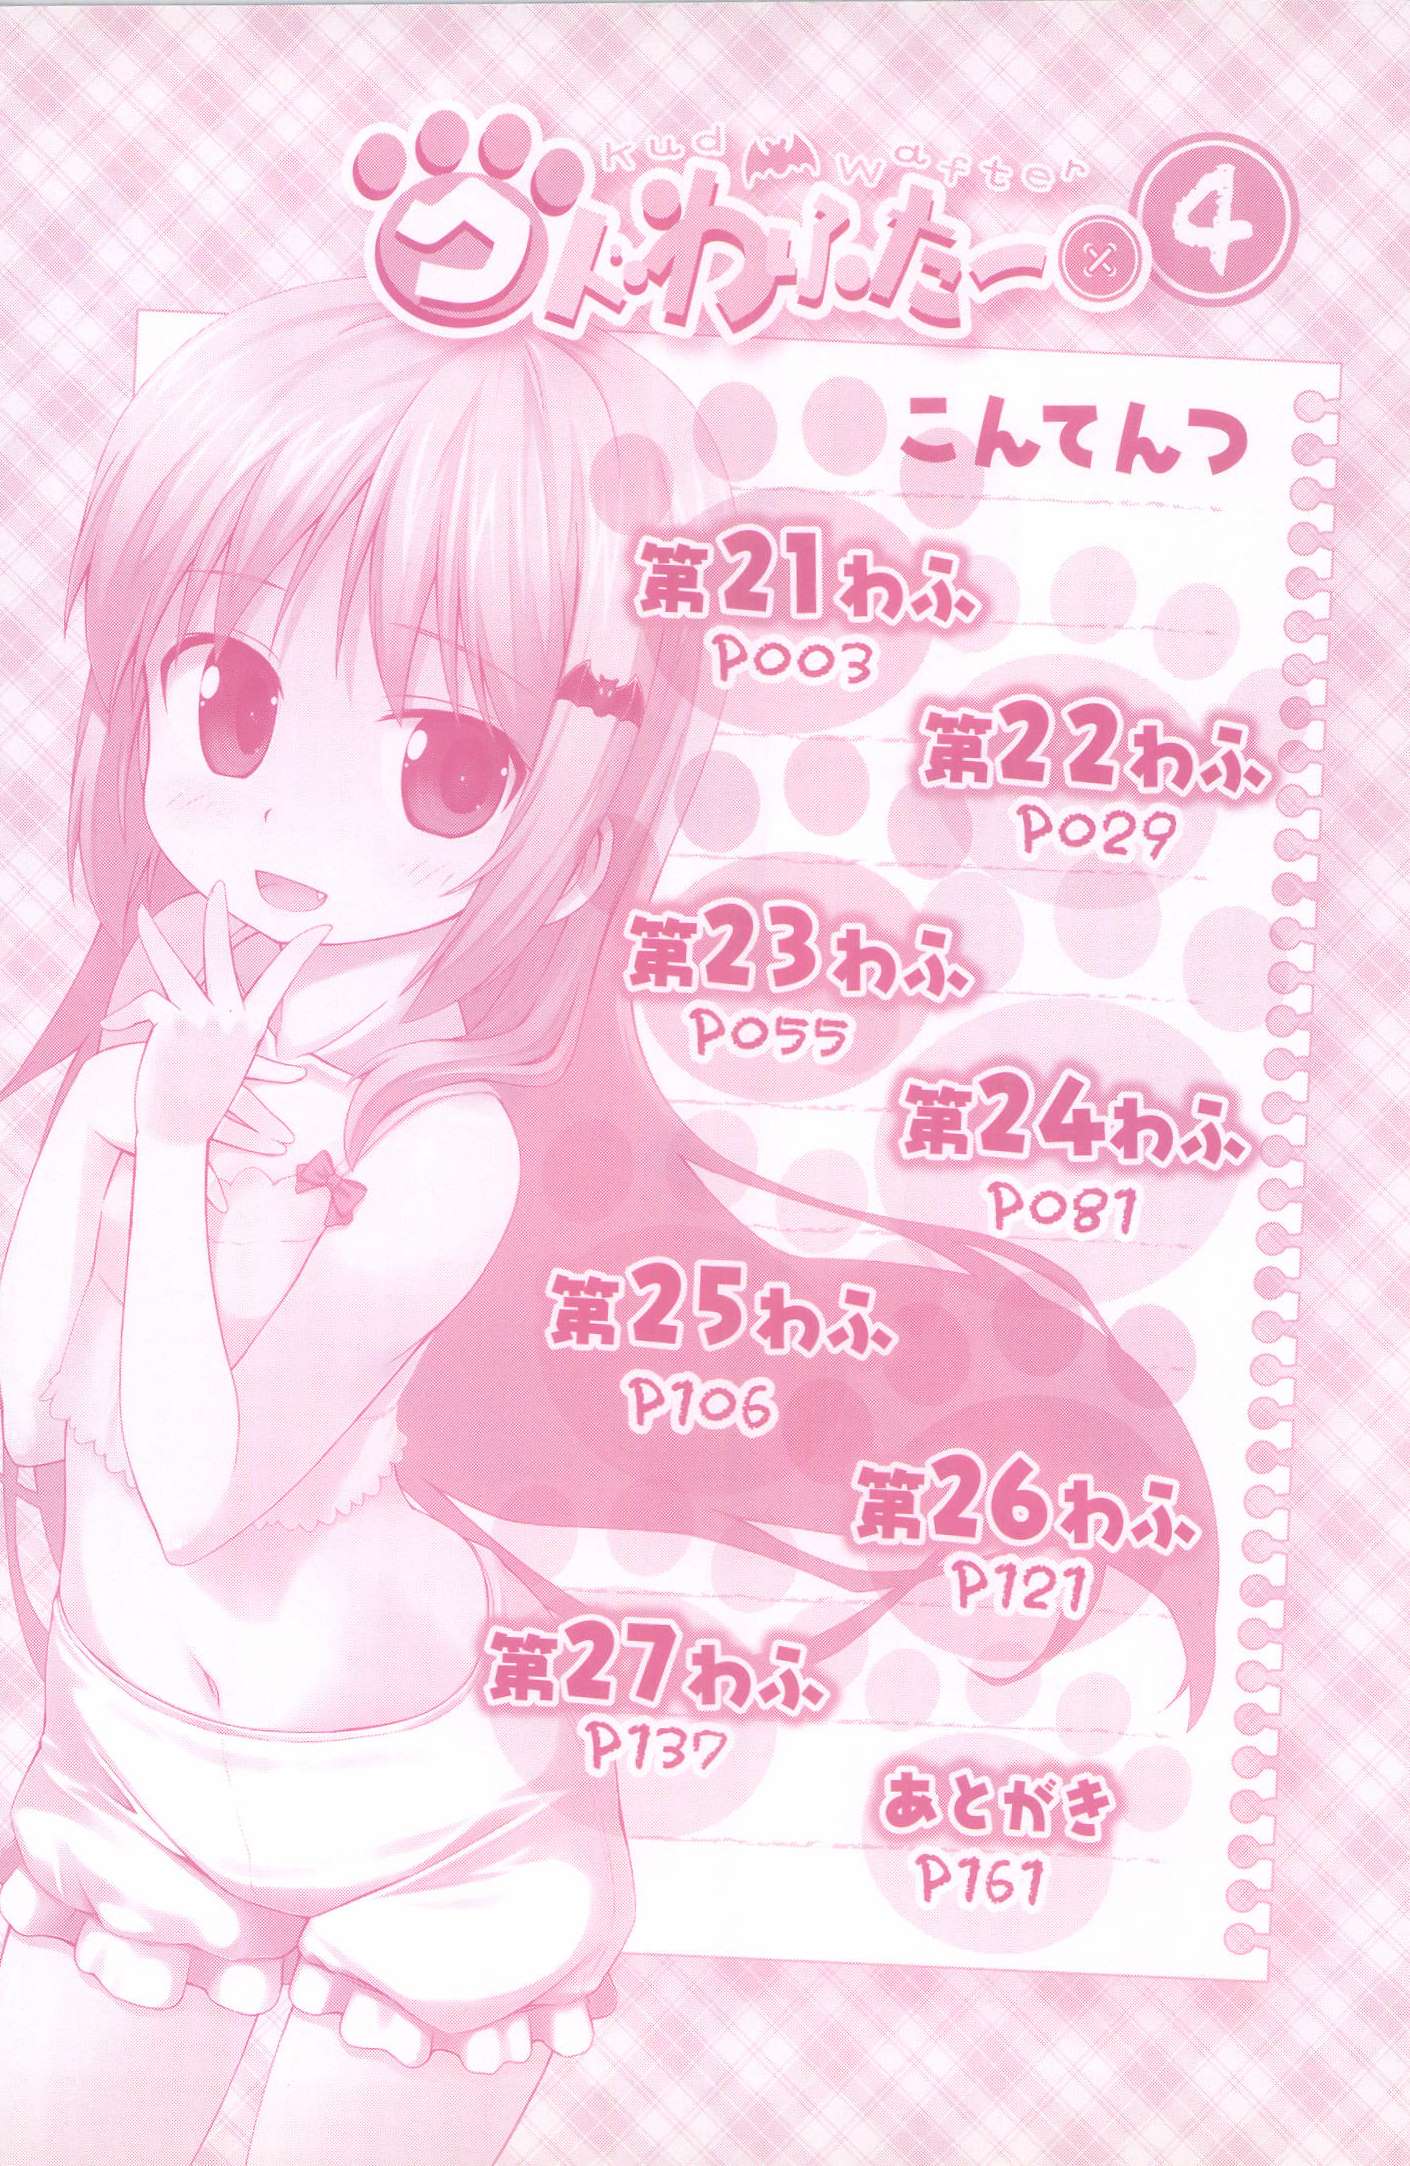 kud wafter
クドわふたー
4
こんてんつ
第21わふ
P003
第22わふ
P029
第23わふ
P055
第24わふ
P081
第25わふ
P106
第26わふ
P121
第27わふ
P137
あとがき
P161